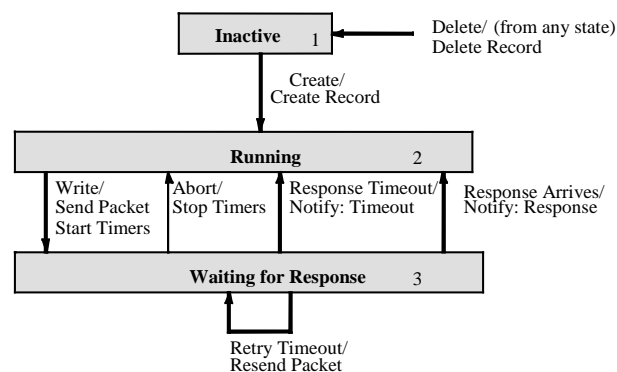 Inactive 1
Delete/ (from any state)
Delete Record
Create/
Create Record
Running 2
Write/
Send Packet
Start Timers
Abort/
Stop Timers
Response Timeout/
Notify: Timeout
Response Arrives/
Notify: Response
Waiting for Response 3
Retry Timeout/
Resend Packet